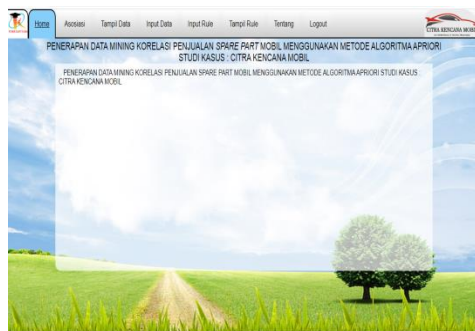 Home Asosiasi Tampil Data Input Data Input Rule Tampil Rule Tentang Logout
CITRA KENCANA MOBIL
PENERAPAN DATA MINING KORELASI PENJUALAN SPARE PART MOBIL MENGGUNAKAN METODE ALGORITMA APRIORI
STUDI KASUS : CITRA KENCANA MOBIL
PENERAPAN DATA MINING KORELASI PENJUALAN SPARE PART MOBIL MENGGUNAKAN METODE ALGORITMA APRIORI STUDI KASUS :
CITRA KENCANA MOBIL